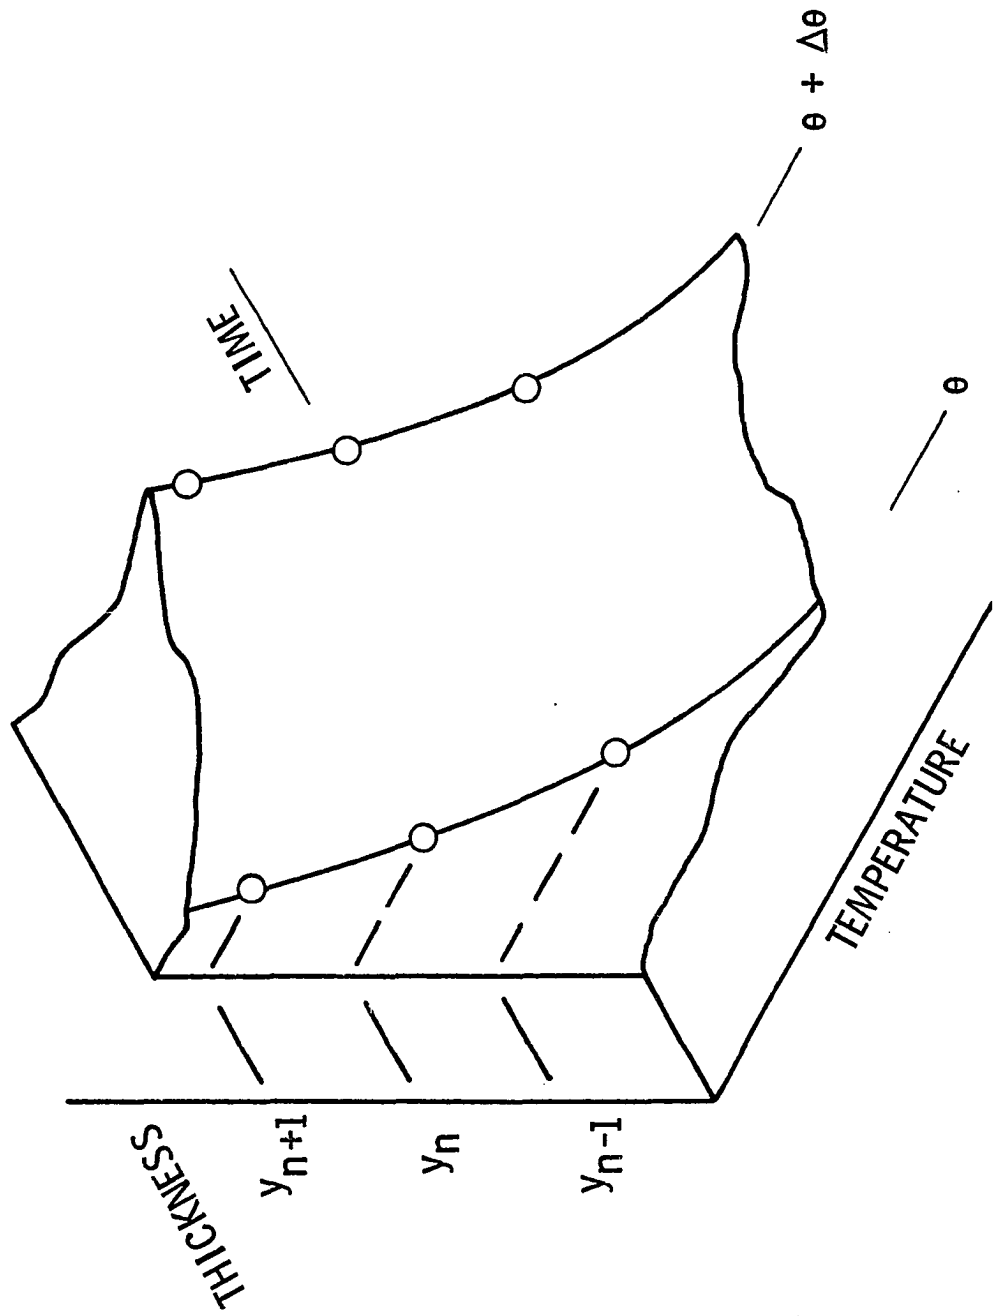 THICKNESS
y_{n+1}
y_n
y_{n-1}
TIME
TEMPERATURE
θ
θ + Δθ